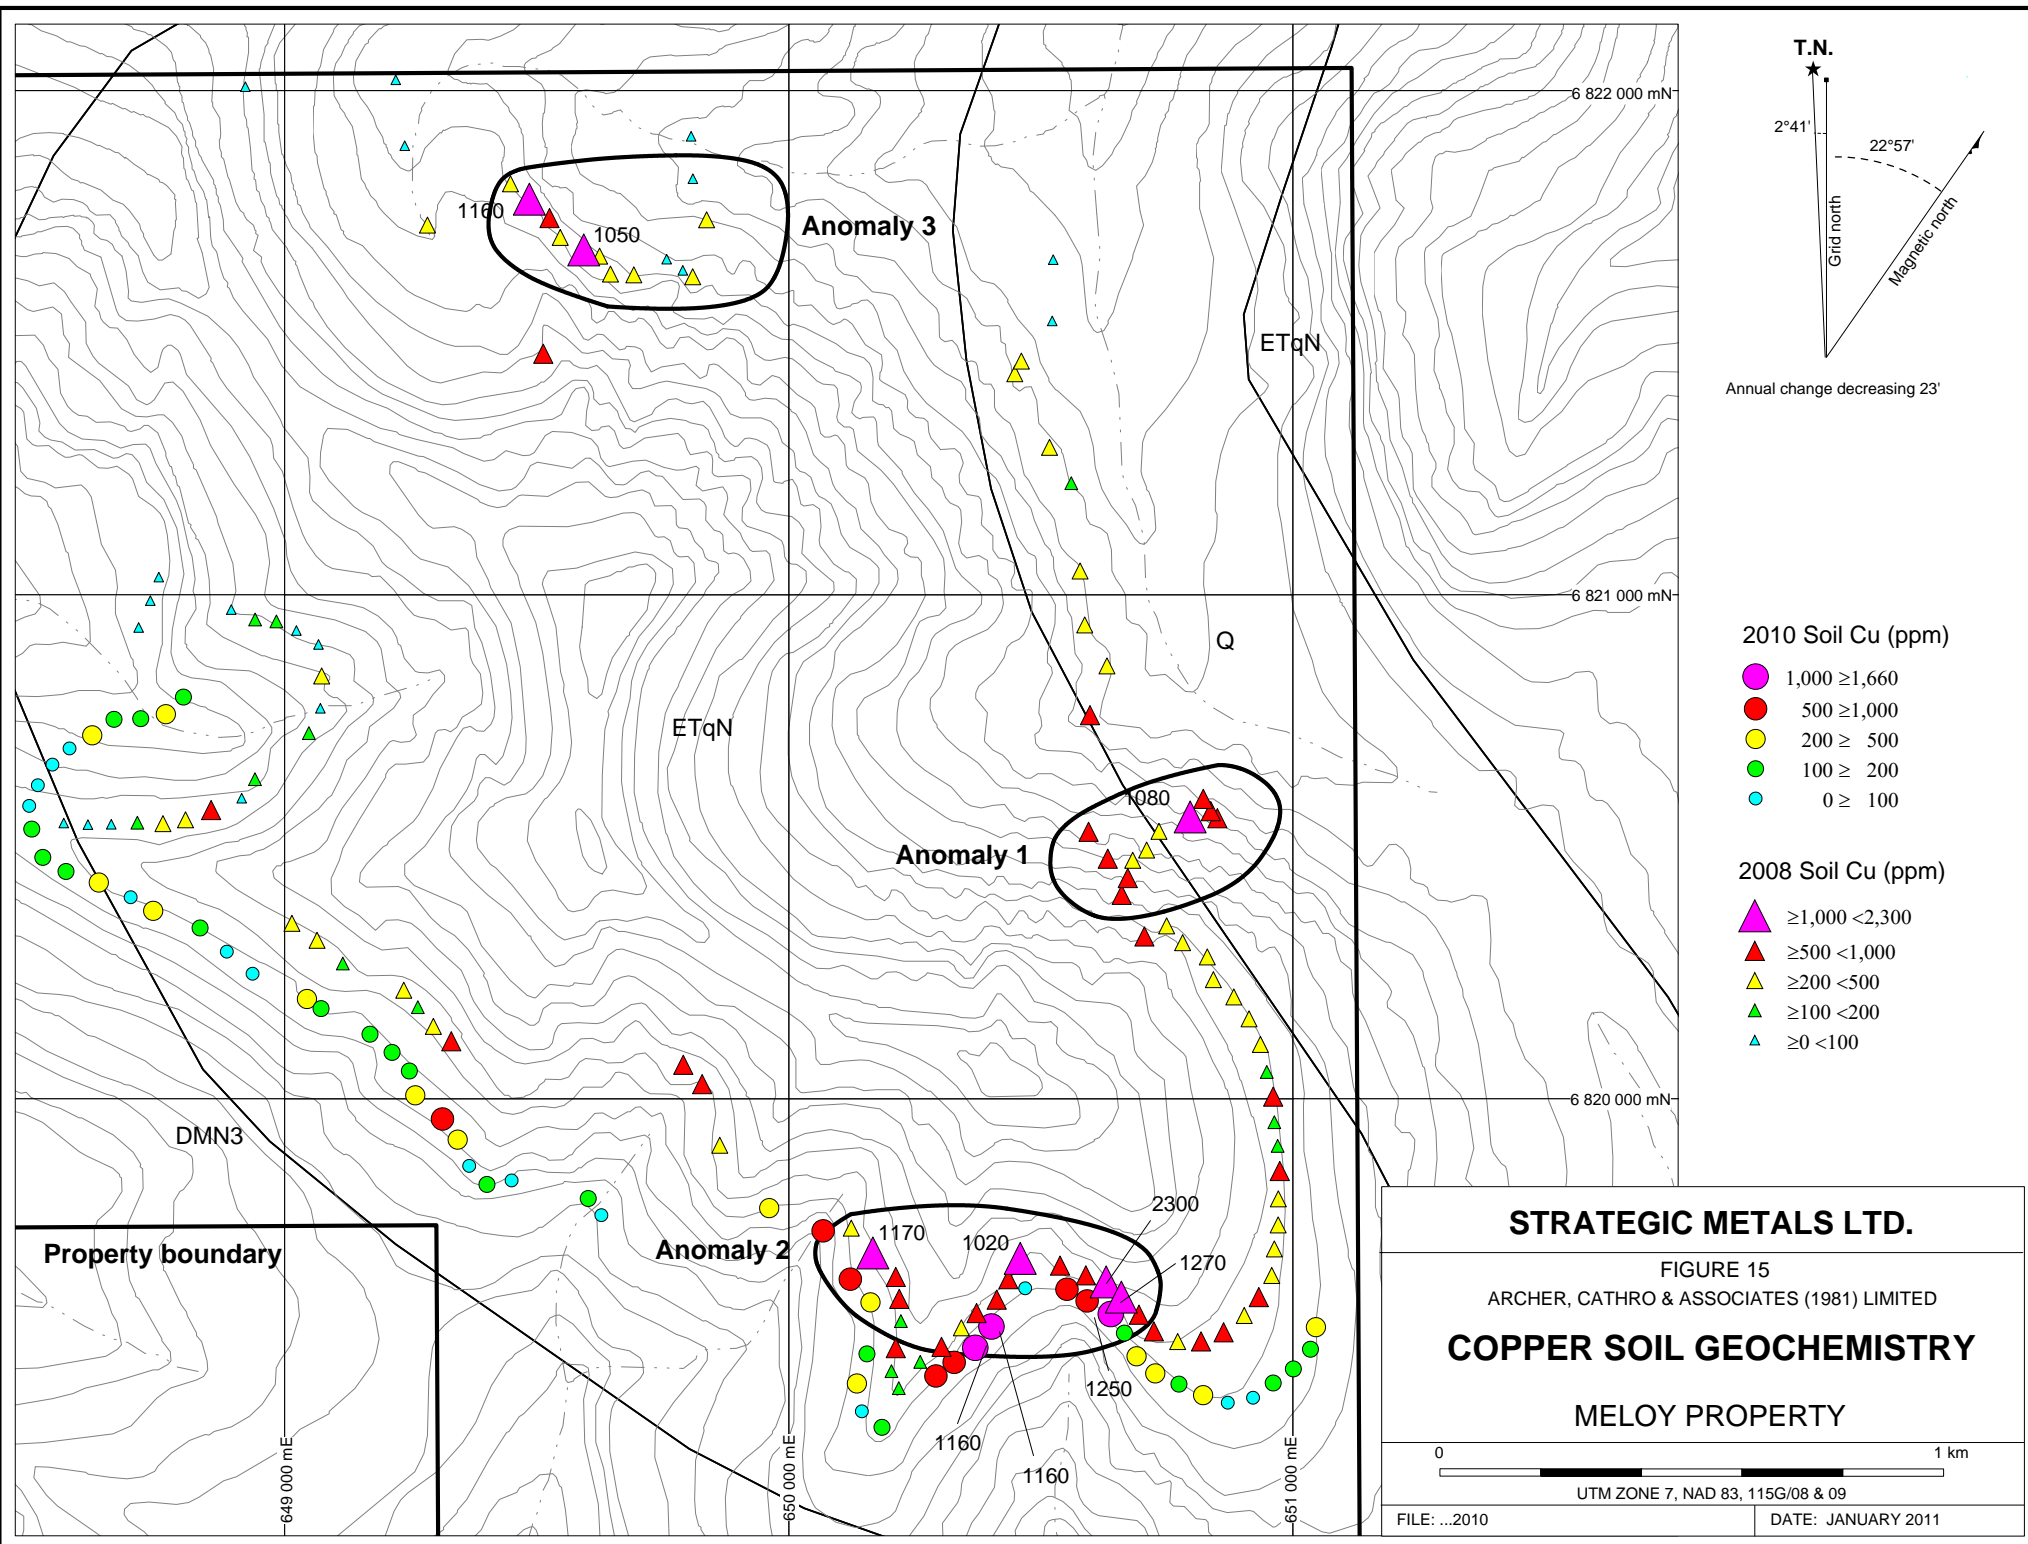 T.N.
6 822 000 mN
2°41'
22°57'
Grid north
Magnetic north
1160
1050
Anomaly 3
ETqN
Annual change decreasing 23'
6 821 000 mN
Q
2010 Soil Cu (ppm)
1,000 ≥1,660
500 ≥1,000
200 ≥ 500
100 ≥ 200
0 ≥ 100
ETqN
1080
Anomaly 1
2008 Soil Cu (ppm)
≥1,000 <2,300
≥500 <1,000
≥200 <500
≥100 <200
≥0 <100
6 820 000 mN
DMN3
2300
Property boundary
Anomaly 2
1170
1020
1270
1250
1160
1160
649 000 mE
650 000 mE
651 000 mE
STRATEGIC METALS LTD.
FIGURE 15
ARCHER, CATHRO & ASSOCIATES (1981) LIMITED
COPPER SOIL GEOCHEMISTRY
MELOY PROPERTY
0 1 km
UTM ZONE 7, NAD 83, 115G/08 & 09
FILE: ...2010 DATE: JANUARY 2011